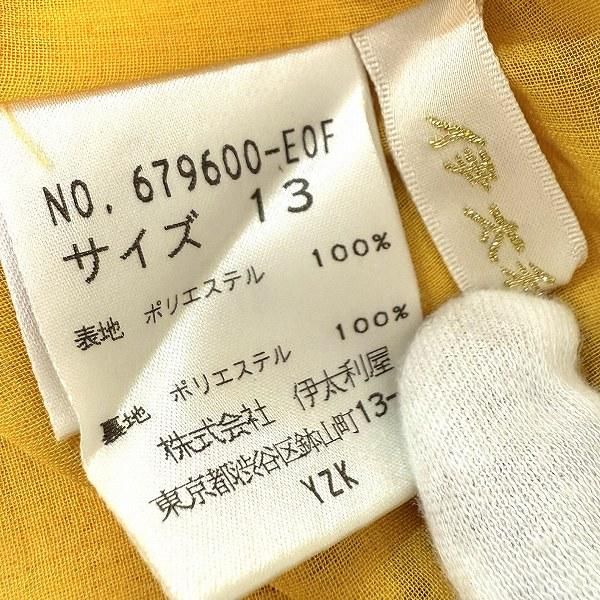 NO. 679600-E0F
サイズ 13
表地 ポリエステル 100%
裏地 ポリエステル 100%
株式会社 伊太利屋
東京都渋谷区鉢山町13-
YZK
伊太